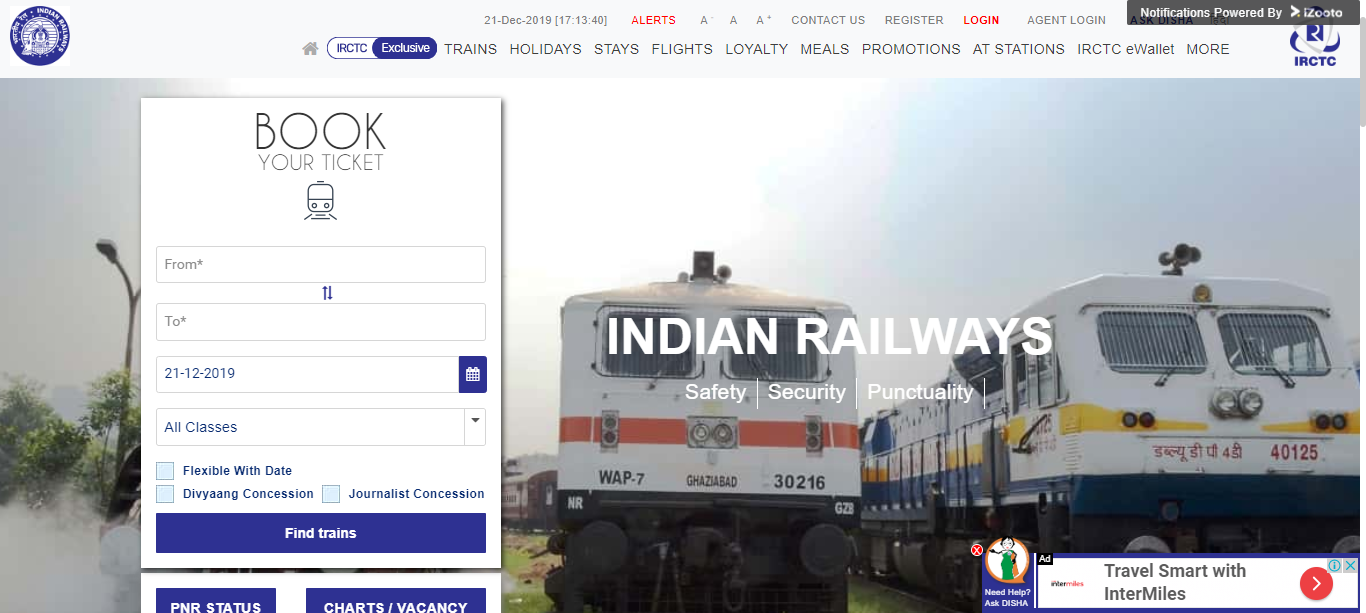 INDIAN RAILWAYS
21-Dec-2019 [17:13:40] ALERTS A - A A + CONTACT US REGISTER LOGIN AGENT LOGIN ASK DISHA
Notifications Powered By iZooto
IRCTC Exclusive TRAINS HOLIDAYS STAYS FLIGHTS LOYALTY MEALS PROMOTIONS AT STATIONS IRCTC eWallet MORE
IRCTC
BOOK
YOUR TICKET
From*
To*
21-12-2019
All Classes
Flexible With Date
Divyaang Concession Journalist Concession
Find trains
PNR STATUS CHARTS / VACANCY
INDIAN RAILWAYS
Safety Security Punctuality
WAP-7 GHAZIABAD 30216
NR GZB
डब्ल्यू डी पी 4डी 40125
Need Help?
Ask DISHA
Ad
intermiles
Travel Smart with
InterMiles